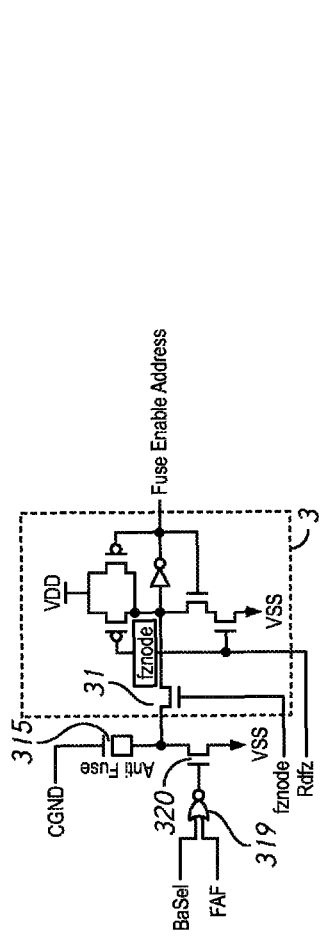 CGND
315
Anti Fuse
BaSel
FAF
319
320
VSS
31
fznode
VDD
VSS
Fuse Enable Address
3
fznode
Rdfz